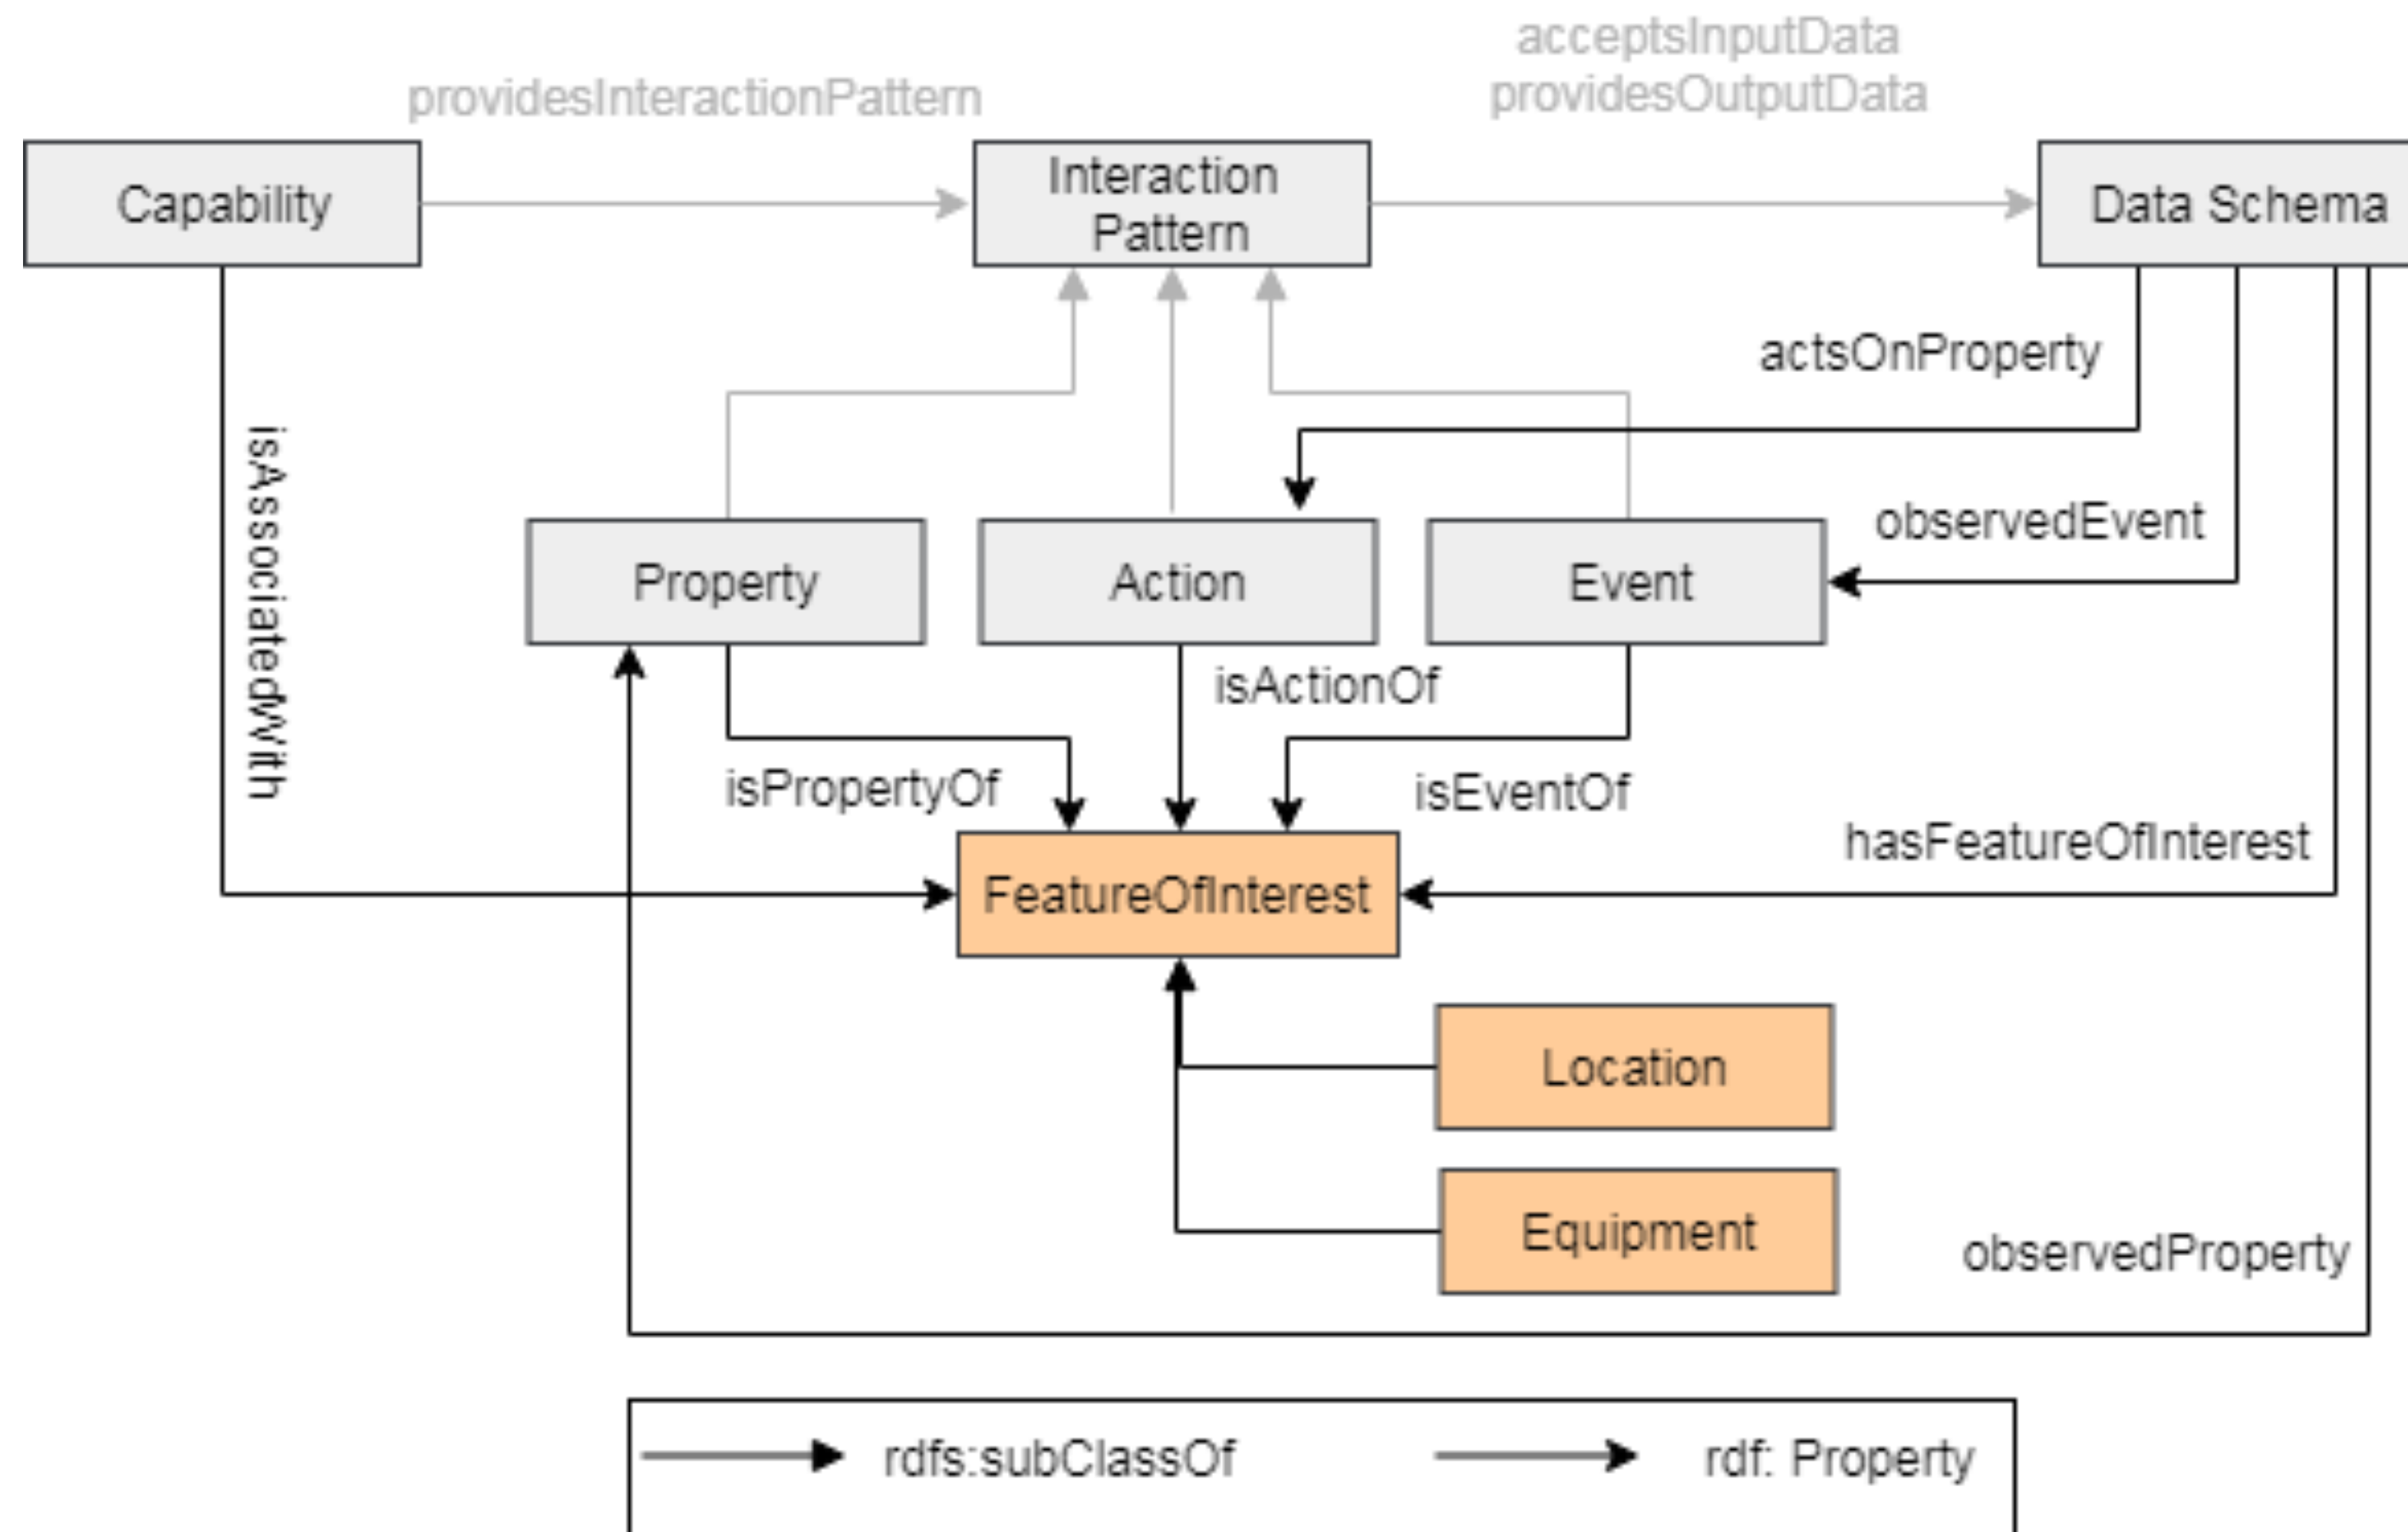 acceptsInputData
providesOutputData
providesInteractionPattern
Capability
Interaction
Pattern
Data Schema
actsOnProperty
isAssociatedWith
observedEvent
Property
Action
Event
isActionOf
isPropertyOf
isEventOf
hasFeatureOfInterest
FeatureOfInterest
Location
Equipment
observedProperty
rdfs:subClassOf
rdf: Property